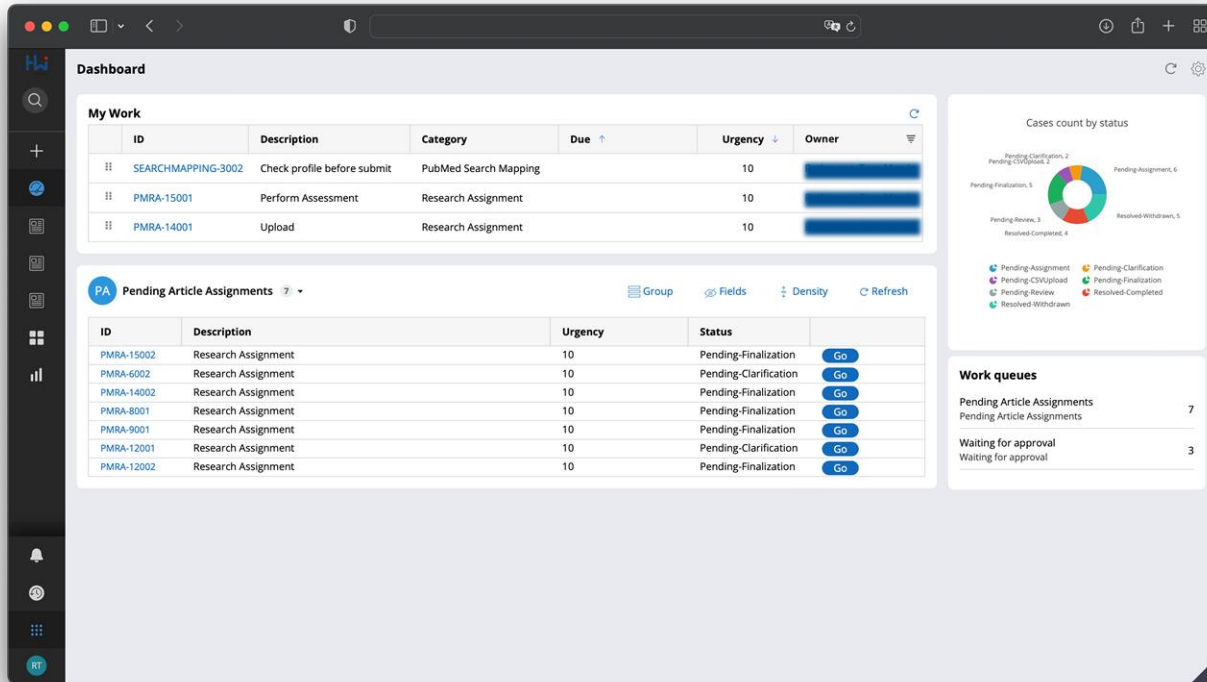 HWi
Dashboard
My Work
ID Description Category Due Urgency Owner
SEARCHMAPPING-3002 Check profile before submit PubMed Search Mapping 10
PMRA-15001 Perform Assessment Research Assignment 10
PMRA-14001 Upload Research Assignment 10
PA Pending Article Assignments 7 Group Fields Density Refresh
ID Description Urgency Status
PMRA-15002 Research Assignment 10 Pending-Finalization Go
PMRA-6002 Research Assignment 10 Pending-Clarification Go
PMRA-14002 Research Assignment 10 Pending-Finalization Go
PMRA-8001 Research Assignment 10 Pending-Finalization Go
PMRA-9001 Research Assignment 10 Pending-Finalization Go
PMRA-12001 Research Assignment 10 Pending-Clarification Go
PMRA-12002 Research Assignment 10 Pending-Finalization Go
Cases count by status
Pending-Clarification, 2
Pending-CSVUpload, 2
Pending-Assignment, 6
Pending-Finalization, 5
Resolved-Withdrawn, 5
Pending-Review, 3
Resolved-Completed, 4
Pending-Assignment Pending-Clarification
Pending-CSVUpload Pending-Finalization
Pending-Review Resolved-Completed
Resolved-Withdrawn
Work queues
Pending Article Assignments
Pending Article Assignments 7
Waiting for approval
Waiting for approval 3
RT